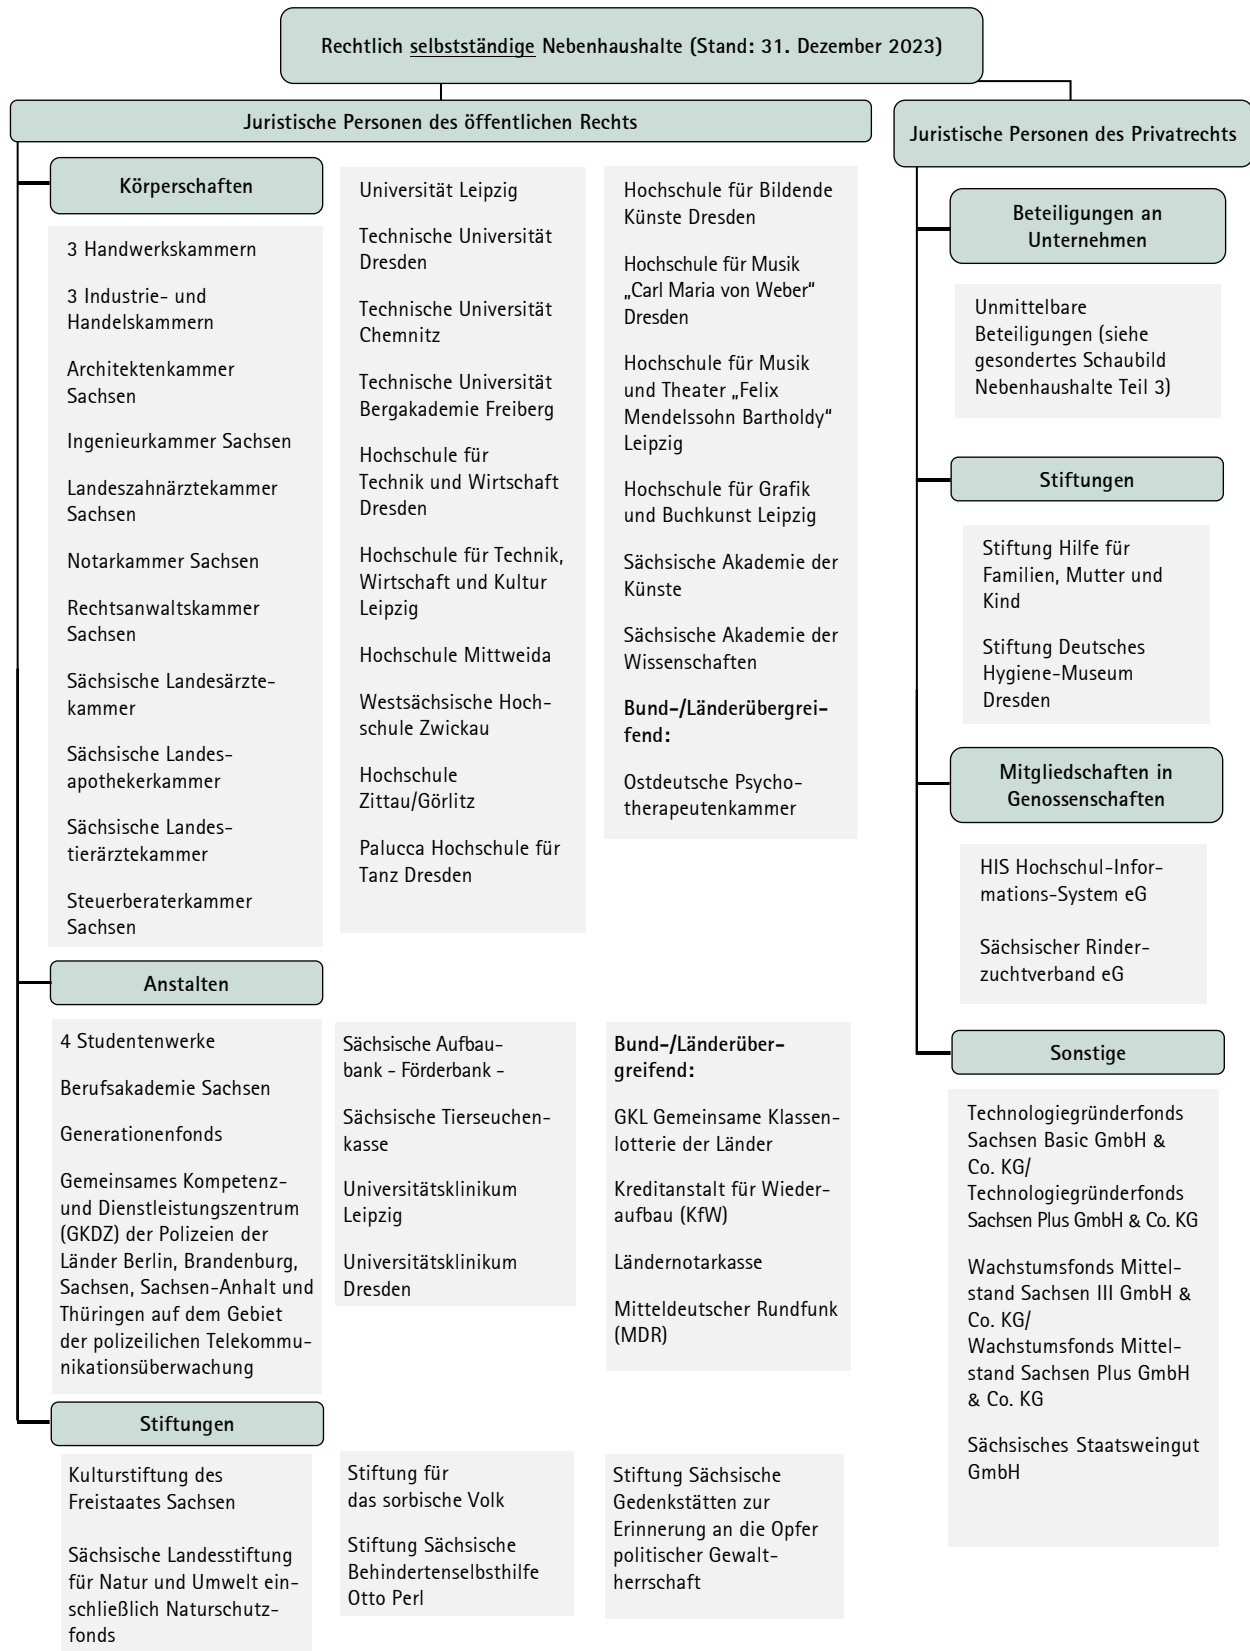 Rechtlich selbstständige Nebenhaushalte (Stand: 31. Dezember 2023)
Juristische Personen des öffentlichen Rechts
Körperschaften
3 Handwerkskammern
3 Industrie- und
Handelskammern
Architektenkammer
Sachsen
Ingenieurkammer Sachsen
Landeszahnärztekammer
Sachsen
Notarkammer Sachsen
Rechtsanwaltskammer
Sachsen
Sächsische Landesärzte-
kammer
Sächsische Landes-
apothekerkammer
Sächsische Landes-
tierärztekammer
Steuerberaterkammer
Sachsen
Universität Leipzig
Technische Universität
Dresden
Technische Universität
Chemnitz
Technische Universität
Bergakademie Freiberg
Hochschule für
Technik und Wirtschaft
Dresden
Hochschule für Technik,
Wirtschaft und Kultur
Leipzig
Hochschule Mittweida
Westsächsische Hoch-
schule Zwickau
Hochschule
Zittau/Görlitz
Palucca Hochschule für
Tanz Dresden
Hochschule für Bildende
Künste Dresden
Hochschule für Musik
„Carl Maria von Weber"
Dresden
Hochschule für Musik
und Theater „Felix
Mendelssohn Bartholdy"
Leipzig
Hochschule für Grafik
und Buchkunst Leipzig
Sächsische Akademie der
Künste
Sächsische Akademie der
Wissenschaften
Bund-/Länderübergrei-
fend:
Ostdeutsche Psycho-
therapeutenkammer
Anstalten
4 Studentenwerke
Berufsakademie Sachsen
Generationenfonds
Gemeinsames Kompetenz-
und Dienstleistungszentrum
(GKDZ) der Polizeien der
Länder Berlin, Brandenburg,
Sachsen, Sachsen-Anhalt und
Thüringen auf dem Gebiet
der polizeilichen Telekommu-
nikationsüberwachung
Sächsische Aufbau-
bank - Förderbank -
Sächsische Tierseuchen-
kasse
Universitätsklinikum
Leipzig
Universitätsklinikum
Dresden
Bund-/Länderüber-
greifend:
GKL Gemeinsame Klassen-
lotterie der Länder
Kreditanstalt für Wieder-
aufbau (KfW)
Ländernotarkasse
Mitteldeutscher Rundfunk
(MDR)
Stiftungen
Kulturstiftung des
Freistaates Sachsen
Sächsische Landesstiftung
für Natur und Umwelt ein-
schließlich Naturschutz-
fonds
Stiftung für
das sorbische Volk
Stiftung Sächsische
Behindertenselbsthilfe
Otto Perl
Stiftung Sächsische
Gedenkstätten zur
Erinnerung an die Opfer
politischer Gewalt-
herrschaft
Juristische Personen des Privatrechts
Beteiligungen an
Unternehmen
Unmittelbare
Beteiligungen (siehe
gesondertes Schaubild
Nebenhaushalte Teil 3)
Stiftungen
Stiftung Hilfe für
Familien, Mutter und
Kind
Stiftung Deutsches
Hygiene-Museum
Dresden
Mitgliedschaften in
Genossenschaften
HIS Hochschul-Infor-
mations-System eG
Sächsischer Rinder-
zuchtverband eG
Sonstige
Technologiegründerfonds
Sachsen Basic GmbH &
Co. KG/
Technologiegründerfonds
Sachsen Plus GmbH & Co. KG
Wachstumsfonds Mittel-
stand Sachsen III GmbH &
Co. KG/
Wachstumsfonds Mittel-
stand Sachsen Plus GmbH
& Co. KG
Sächsisches Staatsweingut
GmbH